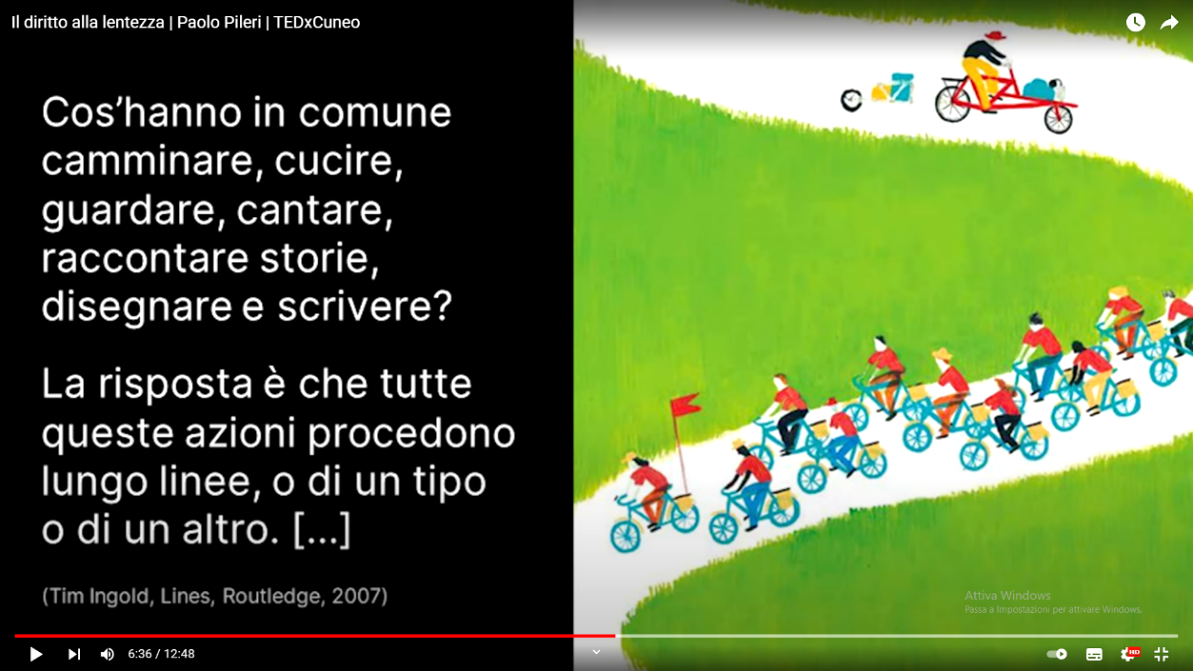 Il diritto alla lentezza | Paolo Pileri | TEDxCuneo
Cos’hanno in comune
camminare, cucire,
guardare, cantare,
raccontare storie,
disegnare e scrivere?
La risposta è che tutte
queste azioni procedono
lungo linee, o di un tipo
o di un altro. [...]
(Tim Ingold, Lines, Routledge, 2007)
Attiva Windows
Passa a Impostazioni per attivare Windows.
6:36 / 12:48
HD